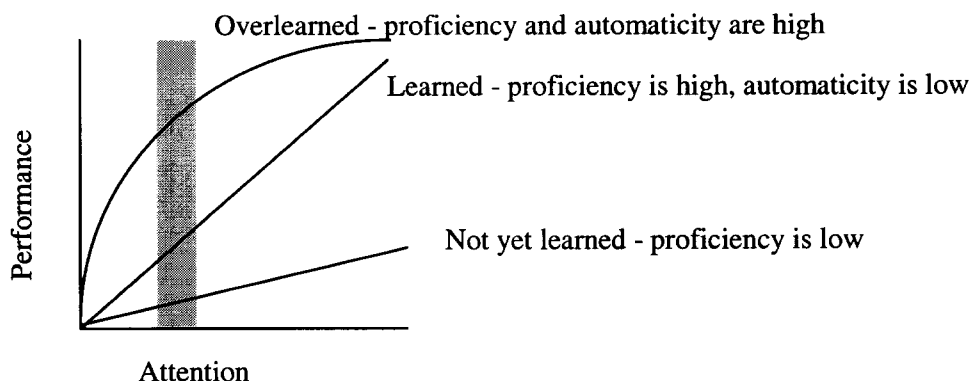 Overlearned - proficiency and automaticity are high
Learned - proficiency is high, automaticity is low
Performance
Not yet learned - proficiency is low
Attention